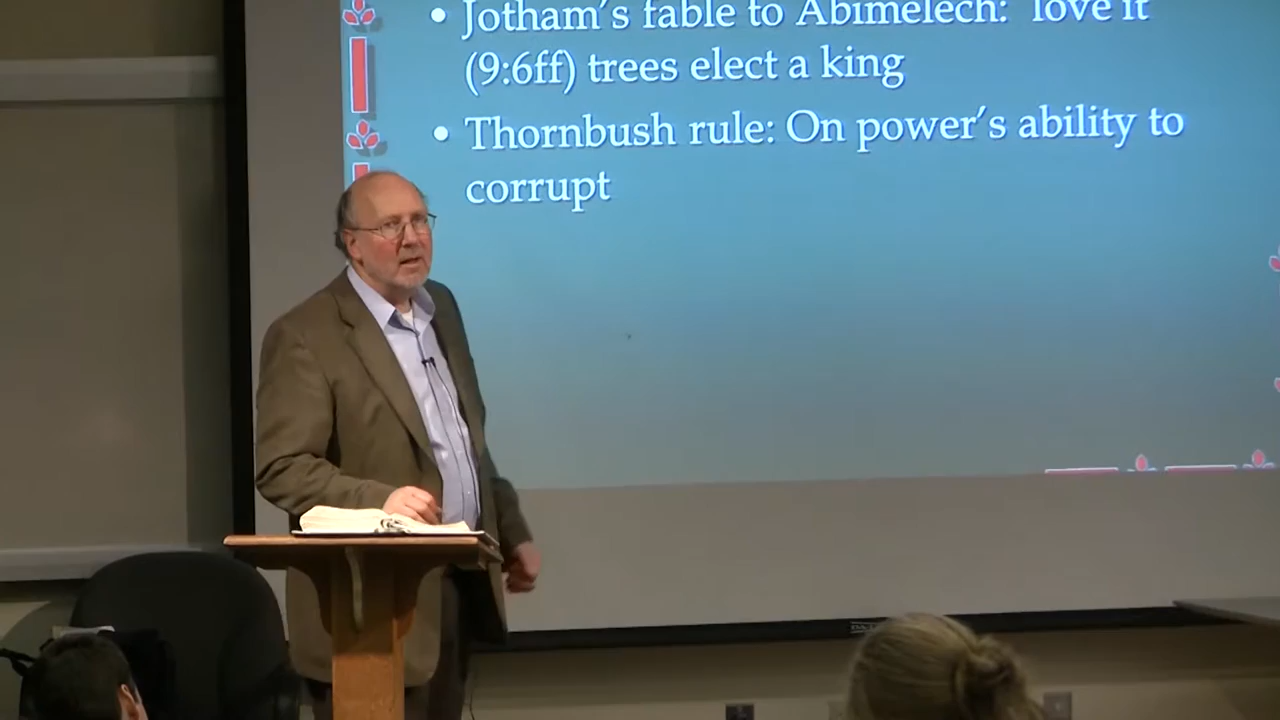 • Jotham's fable to Abimelech: love it
(9:6ff) trees elect a king
• Thornbush rule: On power's ability to
corrupt